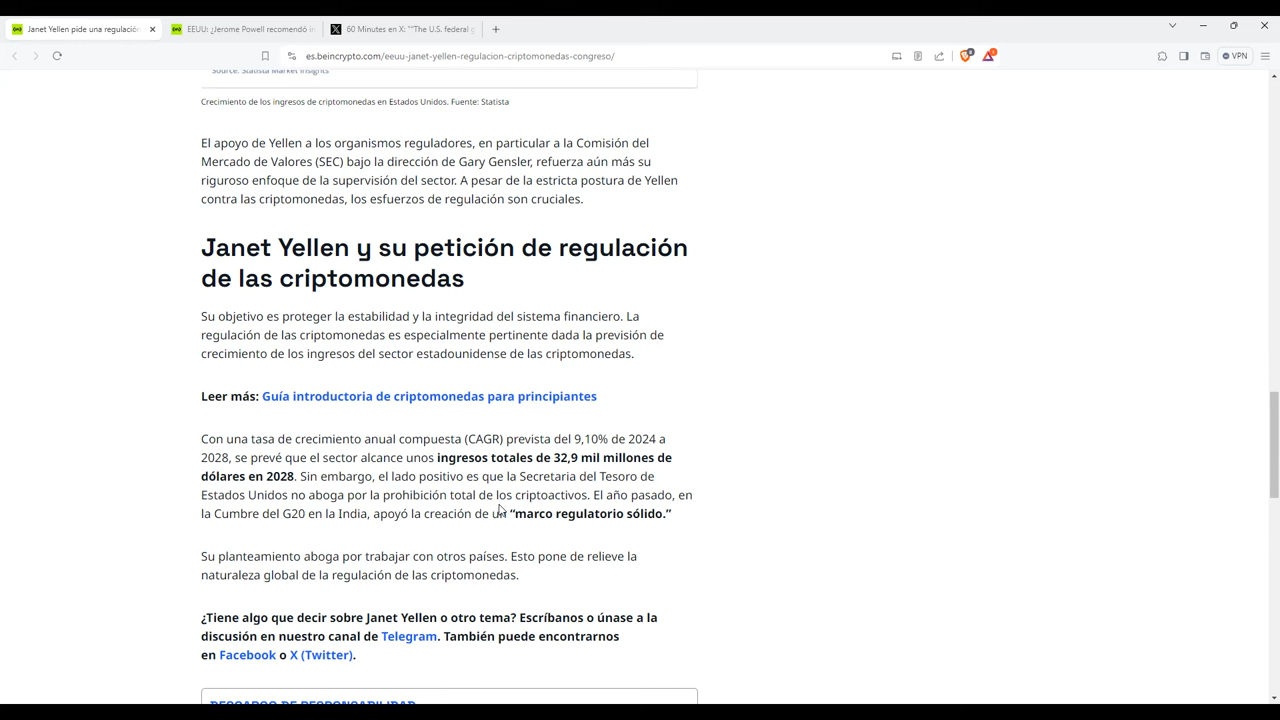 Janet Yellen pide una regulación
EEUU: ¿Jerome Powell recomendó in
60 Minutes en X: "“The U.S. federal g
es.beincrypto.com/eeuu-janet-yellen-regulacion-criptomonedas-congreso/
VPN
Source: Statista Market Insights
Crecimiento de los ingresos de criptomonedas en Estados Unidos. Fuente: Statista
El apoyo de Yellen a los organismos reguladores, en particular a la Comisión del
Mercado de Valores (SEC) bajo la dirección de Gary Gensler, refuerza aún más su
riguroso enfoque de la supervisión del sector. A pesar de la estricta postura de Yellen
contra las criptomonedas, los esfuerzos de regulación son cruciales.
Janet Yellen y su petición de regulación
de las criptomonedas
Su objetivo es proteger la estabilidad y la integridad del sistema financiero. La
regulación de las criptomonedas es especialmente pertinente dada la previsión de
crecimiento de los ingresos del sector estadounidense de las criptomonedas.
Leer más: Guía introductoria de criptomonedas para principiantes
Con una tasa de crecimiento anual compuesta (CAGR) prevista del 9,10% de 2024 a
2028, se prevé que el sector alcance unos ingresos totales de 32,9 mil millones de
dólares en 2028. Sin embargo, el lado positivo es que la Secretaria del Tesoro de
Estados Unidos no aboga por la prohibición total de los criptoactivos. El año pasado, en
la Cumbre del G20 en la India, apoyó la creación de un “marco regulatorio sólido.”
Su planteamiento aboga por trabajar con otros países. Esto pone de relieve la
naturaleza global de la regulación de las criptomonedas.
¿Tiene algo que decir sobre Janet Yellen o otro tema? Escríbanos o únase a la
discusión en nuestro canal de Telegram. También puede encontrarnos
en Facebook o X (Twitter).
DESCARGO DE RESPONSABILIDAD